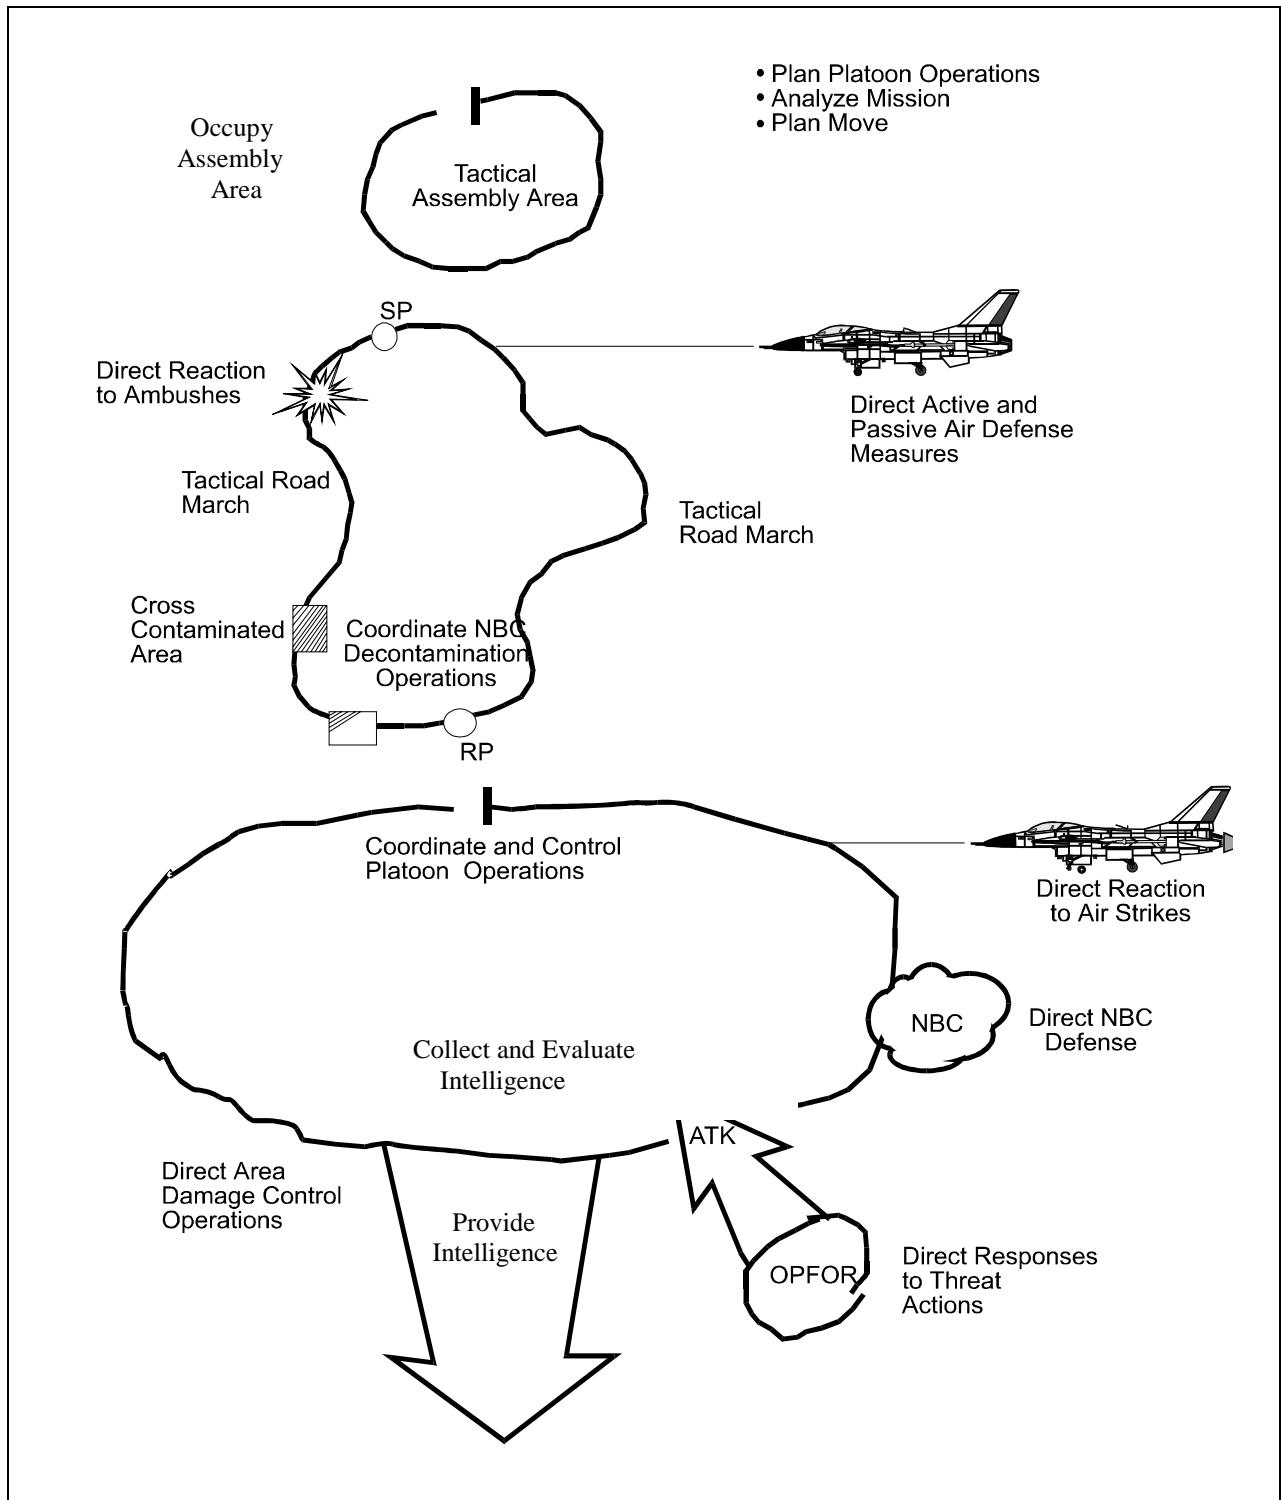 • Plan Platoon Operations
• Analyze Mission
• Plan Move
Occupy
Assembly
Area
Tactical
Assembly Area
SP
Direct Reaction
to Ambushes
Direct Active and
Passive Air Defense
Measures
Tactical Road
March
Tactical
Road March
Cross
Contaminated
Area
Coordinate NBC
Decontamination
Operations
RP
Coordinate and Control
Platoon Operations
Direct Reaction
to Air Strikes
NBC
Direct NBC
Defense
Collect and Evaluate
Intelligence
ATK
Direct Area
Damage Control
Operations
Provide
Intelligence
OPFOR
Direct Responses
to Threat
Actions